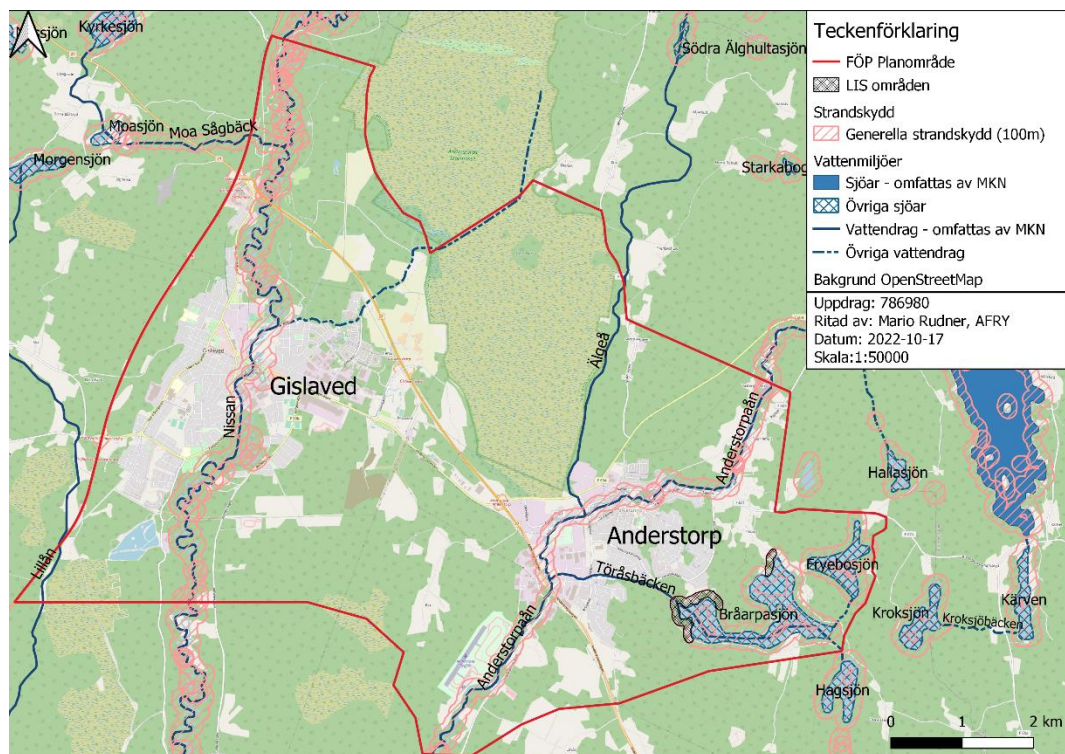 Kyrkesjön
Södra Älghultasjön
Moasjön
Moa Sågbäck
Morgensjön
Starkabog
Älgeå
Gislaved
Nissan
Anderstorpaån
Hallasjön
Anderstorp
Lillån
Töråsbäcken
Fryebosjön
Bråarpasjön
Kroksjön
Kroksjöbäcken
Kärven
Anderstorpaån
Hagsjön
0 1 2 km
Teckenförklaring
FÖP Planområde
LIS områden
Strandskydd
Generella strandskydd (100m)
Vattenmiljöer
Sjöar - omfattas av MKN
Övriga sjöar
Vattendrag - omfattas av MKN
Övriga vattendrag
Bakgrund OpenStreetMap
Uppdrag: 786980
Ritad av: Mario Rudner, AFRY
Datum: 2022-10-17
Skala:1:50000